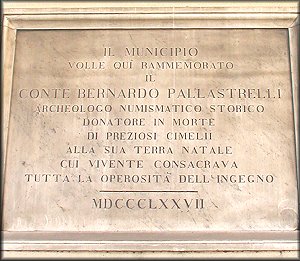 IL MUNICIPIO
VOLLE QUÌ RAMMEMORATO
IL
CONTE BERNARDO PALLASTRELLI
ARCHEOLOGO NUMISMATICO STORICO
DONATORE IN MORTE
DI PREZIOSI CIMELII
ALLA SUA TERRA NATALE
CUI VIVENTE CONSACRAVA
TUTTA LA OPEROSITÀ DELL'INGEGNO
MDCCCLXXVII